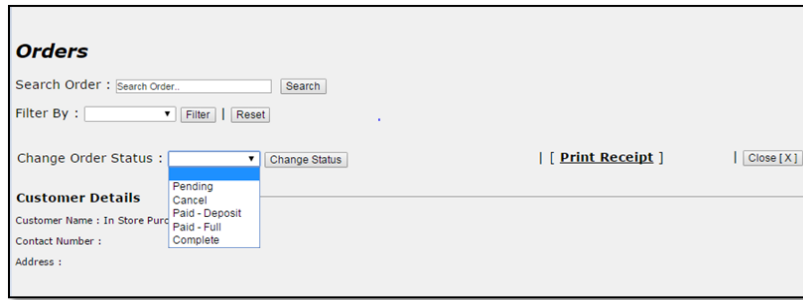 Orders
Search Order : Search Order.. Search
Filter By : Filter | Reset
Change Order Status : Change Status | [ Print Receipt ] | Close [ X ]
Pending
Customer Details Cancel
Paid - Deposit
Customer Name : In Store Purc Paid - Full
Contact Number : Complete
Address :